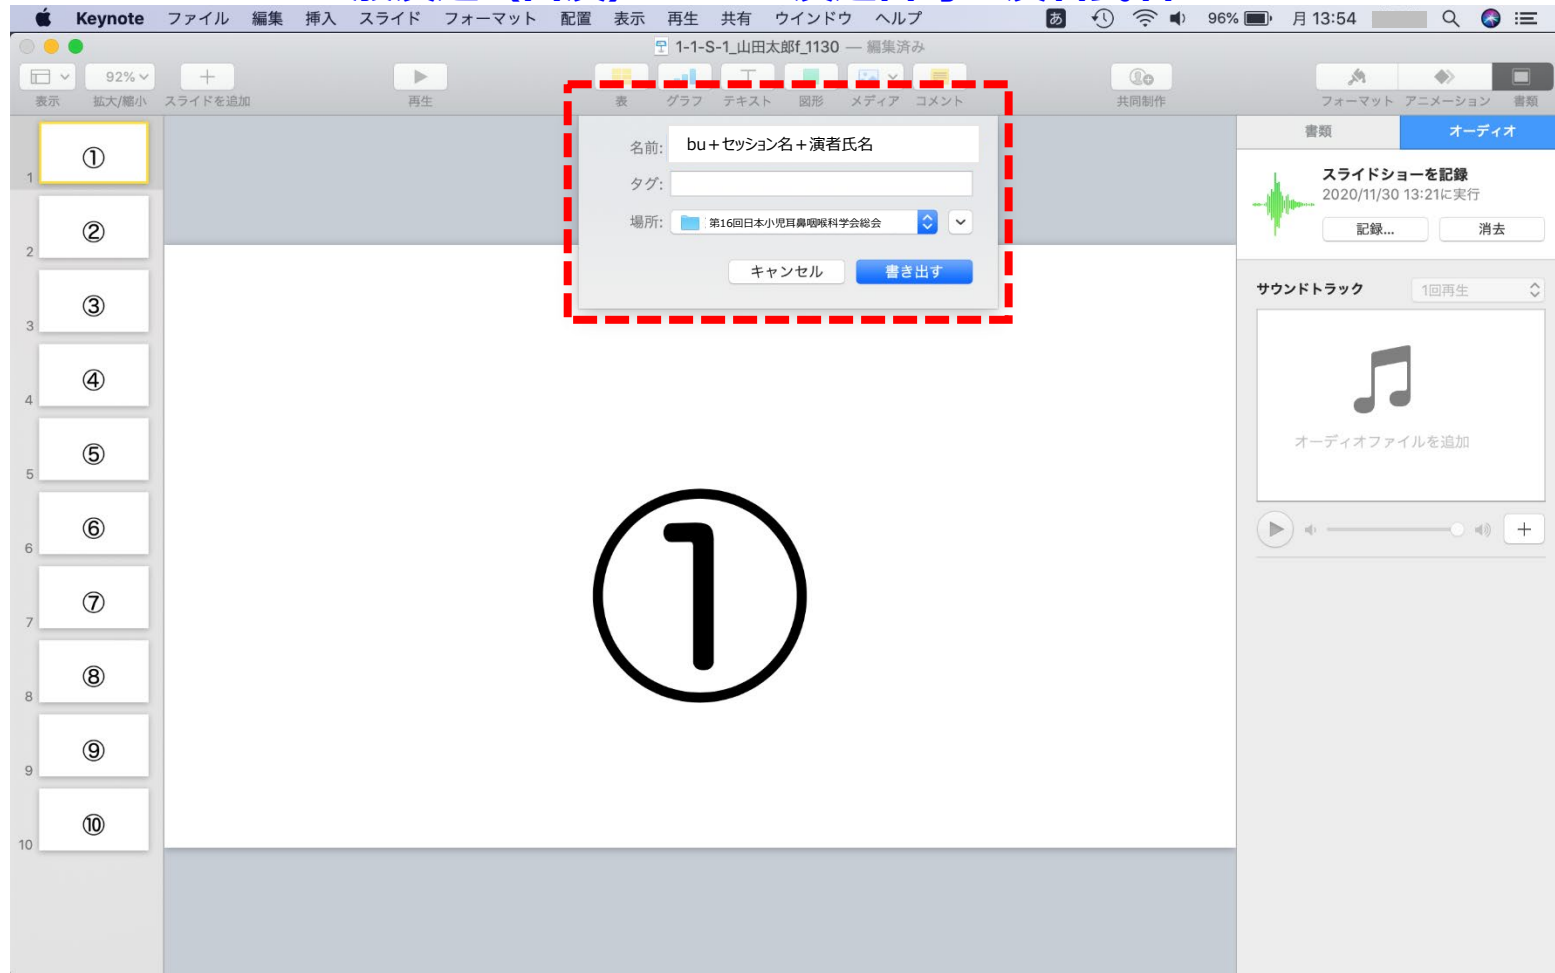 Keynote ファイル 編集 挿入 スライド フォーマット 配置 表示 再生 共有 ウインドウ ヘルプ あ 96% 月 13:54
1-1-S-1_山田太郎f_1130 — 編集済み
92%
表示 拡大/縮小 スライドを追加 再生 表 グラフ テキスト 図形 メディア コメント 共同制作 フォーマット アニメーション 書類
名前: bu+セッション名+演者氏名
タグ:
場所: 第16回日本小児耳鼻咽喉科学会総会
キャンセル 書き出す
書類 オーディオ
スライドショーを記録
2020/11/30 13:21に実行
記録... 消去
サウンドトラック 1回再生
オーディオファイルを追加
① 1
② 2
③ 3
④ 4
⑤ 5
⑥ 6
⑦ 7
⑧ 8
⑨ 9
⑩ 10
①